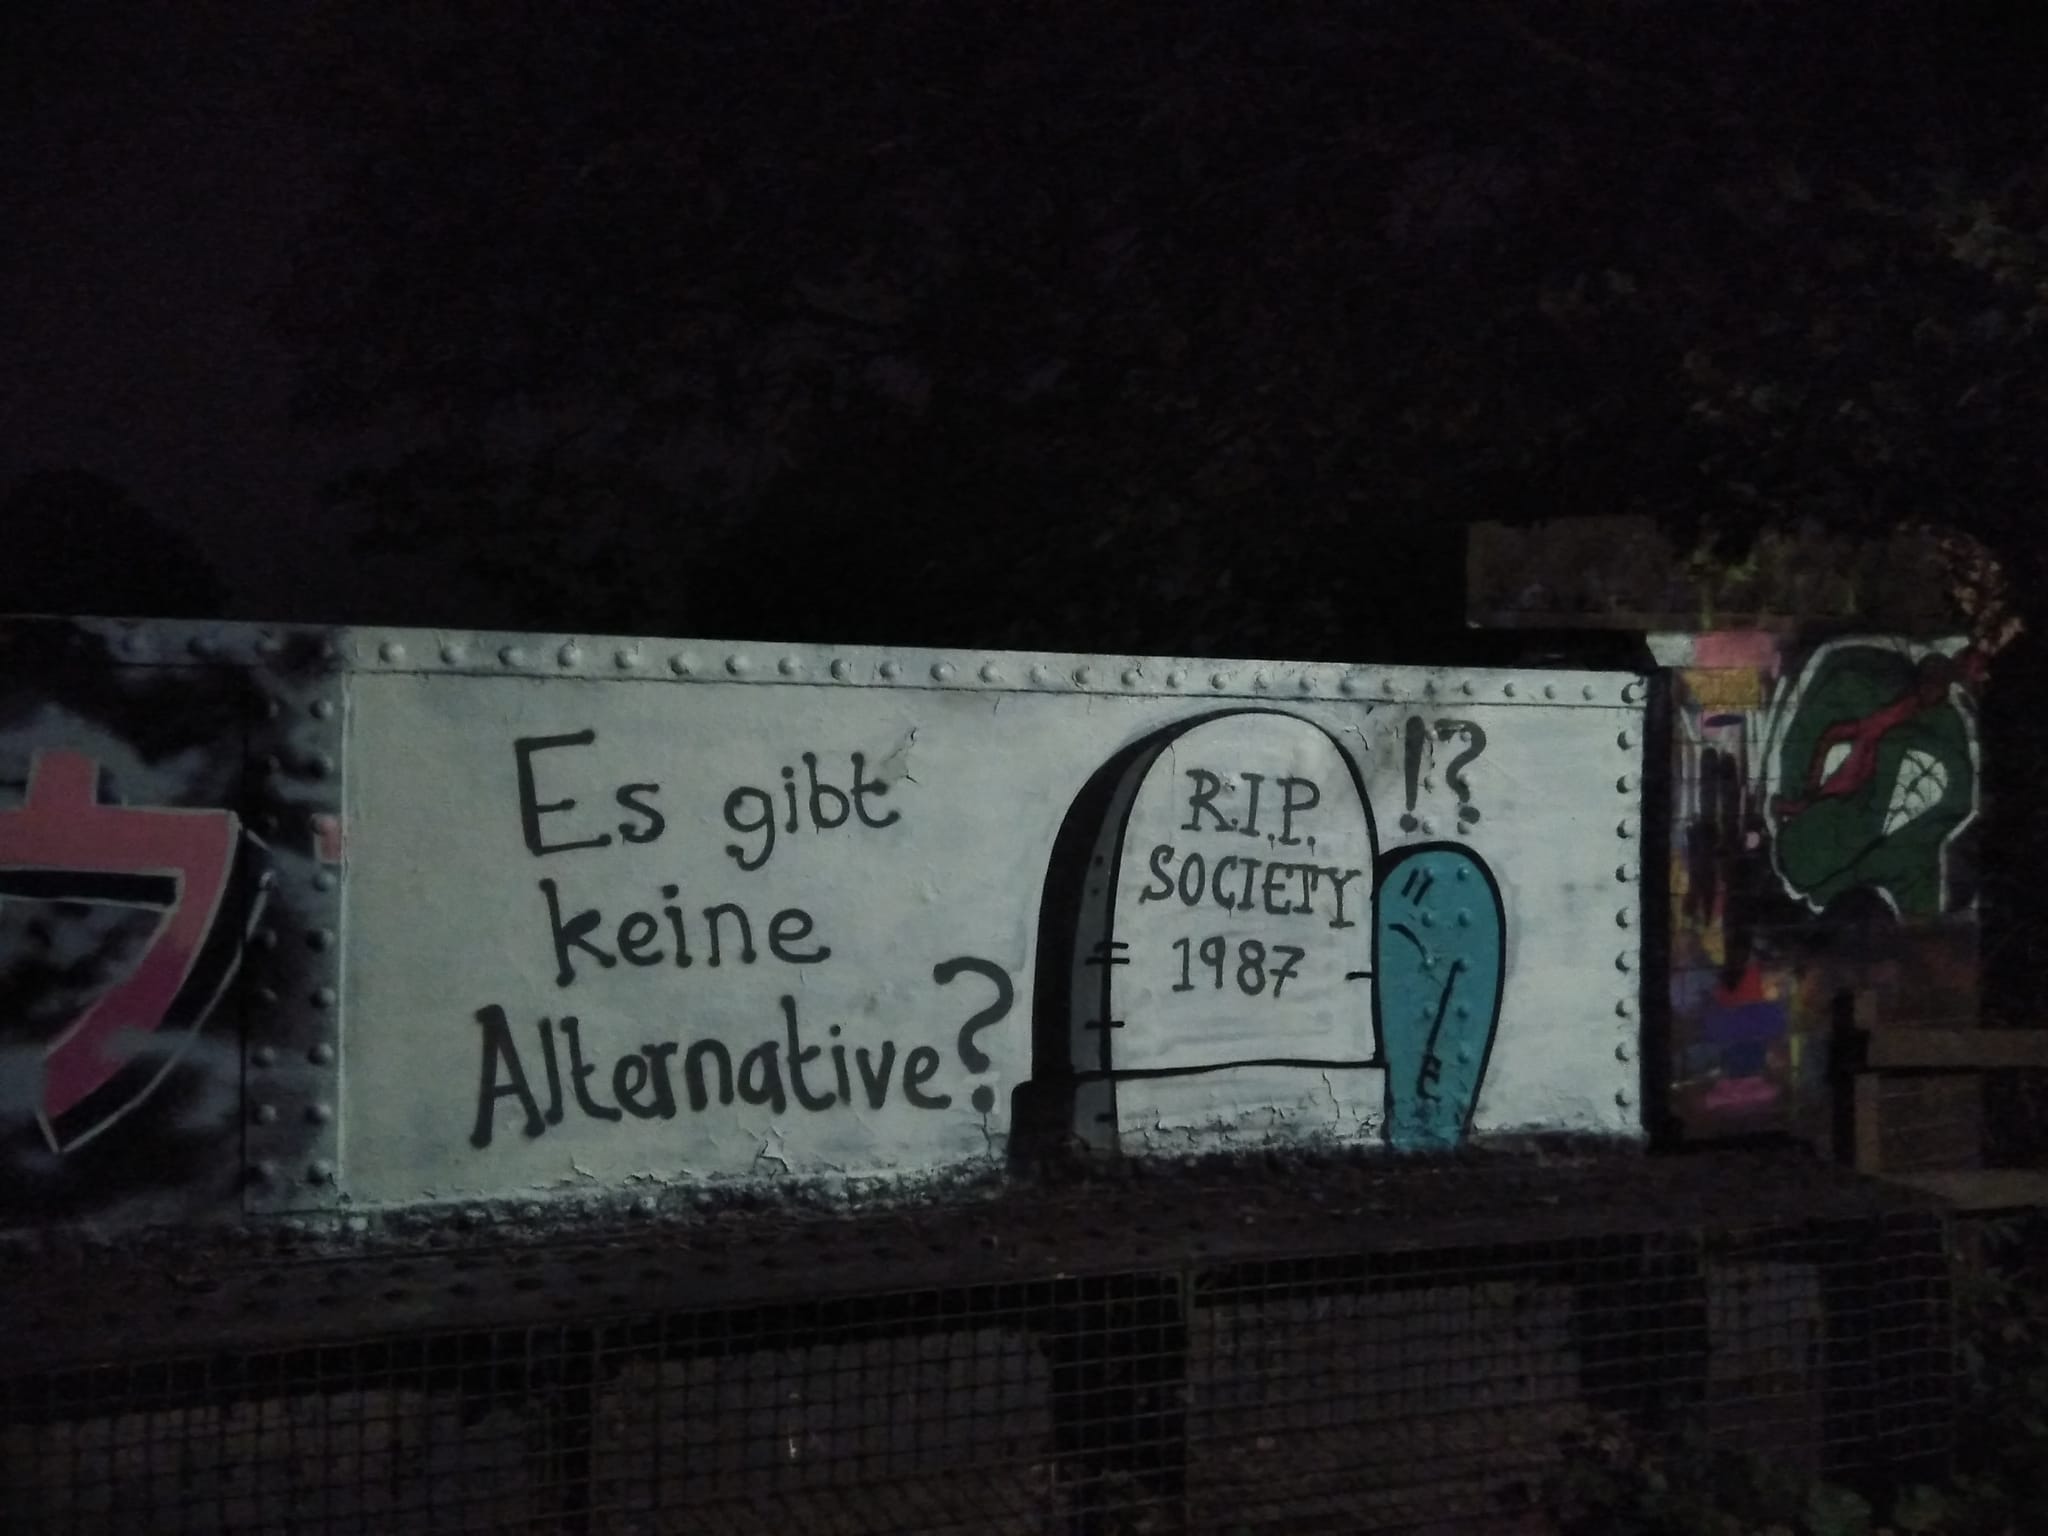 Es gibt
keine
Alternative?
R.I.P.
SOCIETY
1987
!?